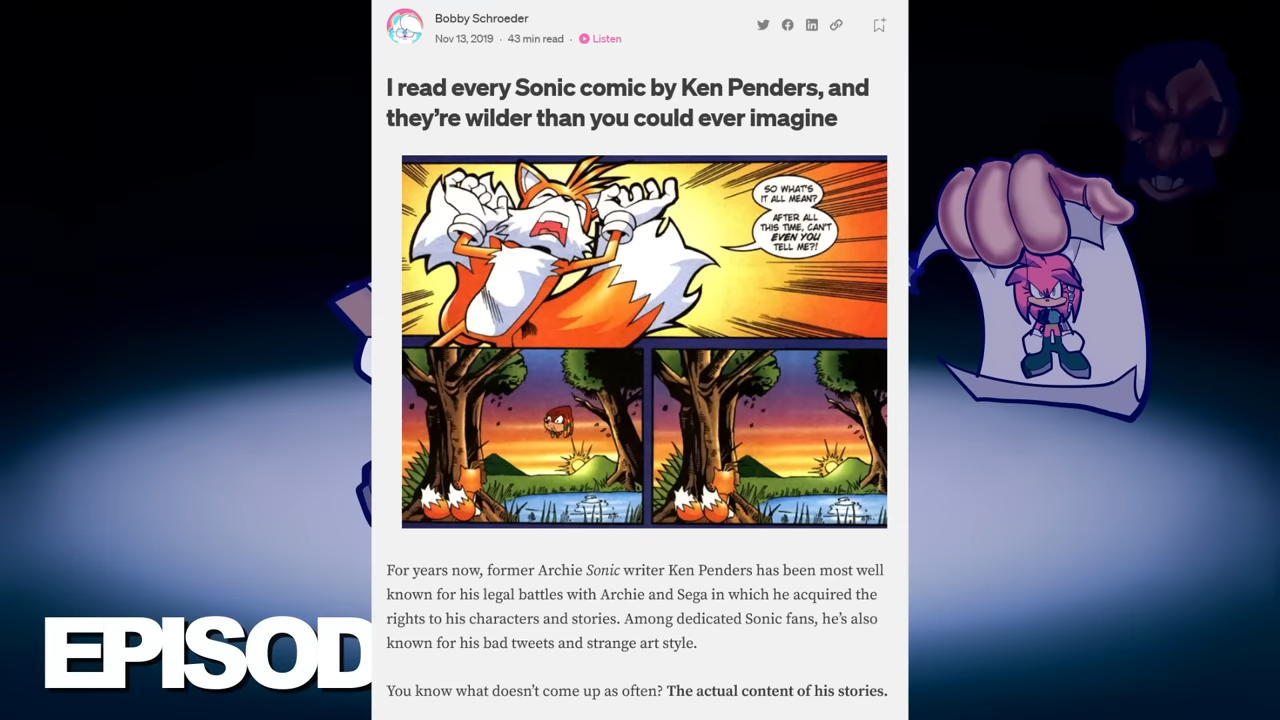 Bobby Schroeder
Nov 13, 2019 · 43 min read · Listen
I read every Sonic comic by Ken Penders, and
they're wilder than you could ever imagine
SO WHAT'S
IT ALL MEAN?
AFTER ALL
THIS TIME, CAN'T
EVEN YOU
TELL ME?!
For years now, former Archie Sonic writer Ken Penders has been most well
known for his legal battles with Archie and Sega in which he acquired the
rights to his characters and stories. Among dedicated Sonic fans, he's also
known for his bad tweets and strange art style.
You know what doesn't come up as often? The actual content of his stories.
EPISOD